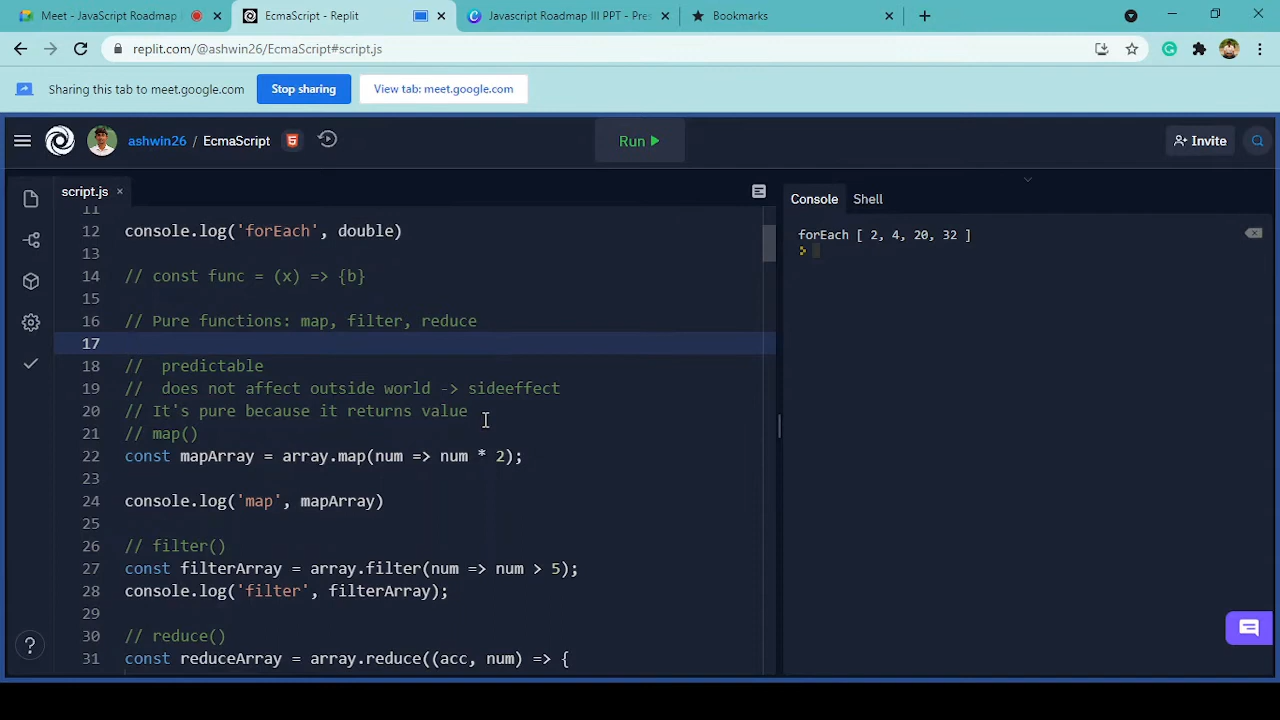 Meet - JavaScript Roadmap
EcmaScript - Replit
Javascript Roadmap III PPT - Pres
Bookmarks
replit.com/@ashwin26/EcmaScript#script.js
Sharing this tab to meet.google.com
Stop sharing
View tab: meet.google.com
ashwin26 / EcmaScript
Run
Invite
script.js
Console
Shell
11
12 console.log('forEach', double)
13
14 // const func = (x) => {b}
15
16 // Pure functions: map, filter, reduce
17
18 //  predictable
19 //  does not affect outside world -> sideeffect
20 // It's pure because it returns value
21 // map()
22 const mapArray = array.map(num => num * 2);
23
24 console.log('map', mapArray)
25
26 // filter()
27 const filterArray = array.filter(num => num > 5);
28 console.log('filter', filterArray);
29
30 // reduce()
31 const reduceArray = array.reduce((acc, num) => {
forEach [ 2, 4, 20, 32 ]